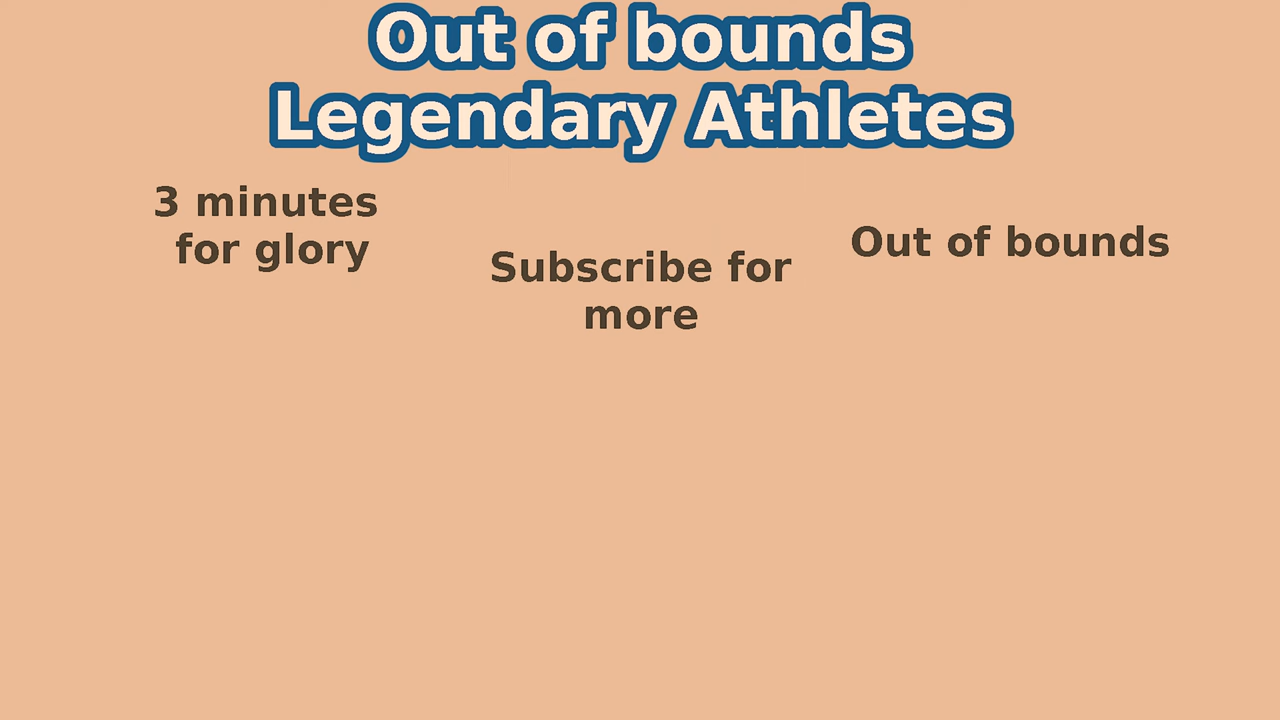 Out of bounds
Legendary Athletes
3 minutes
for glory
Subscribe for
more
Out of bounds